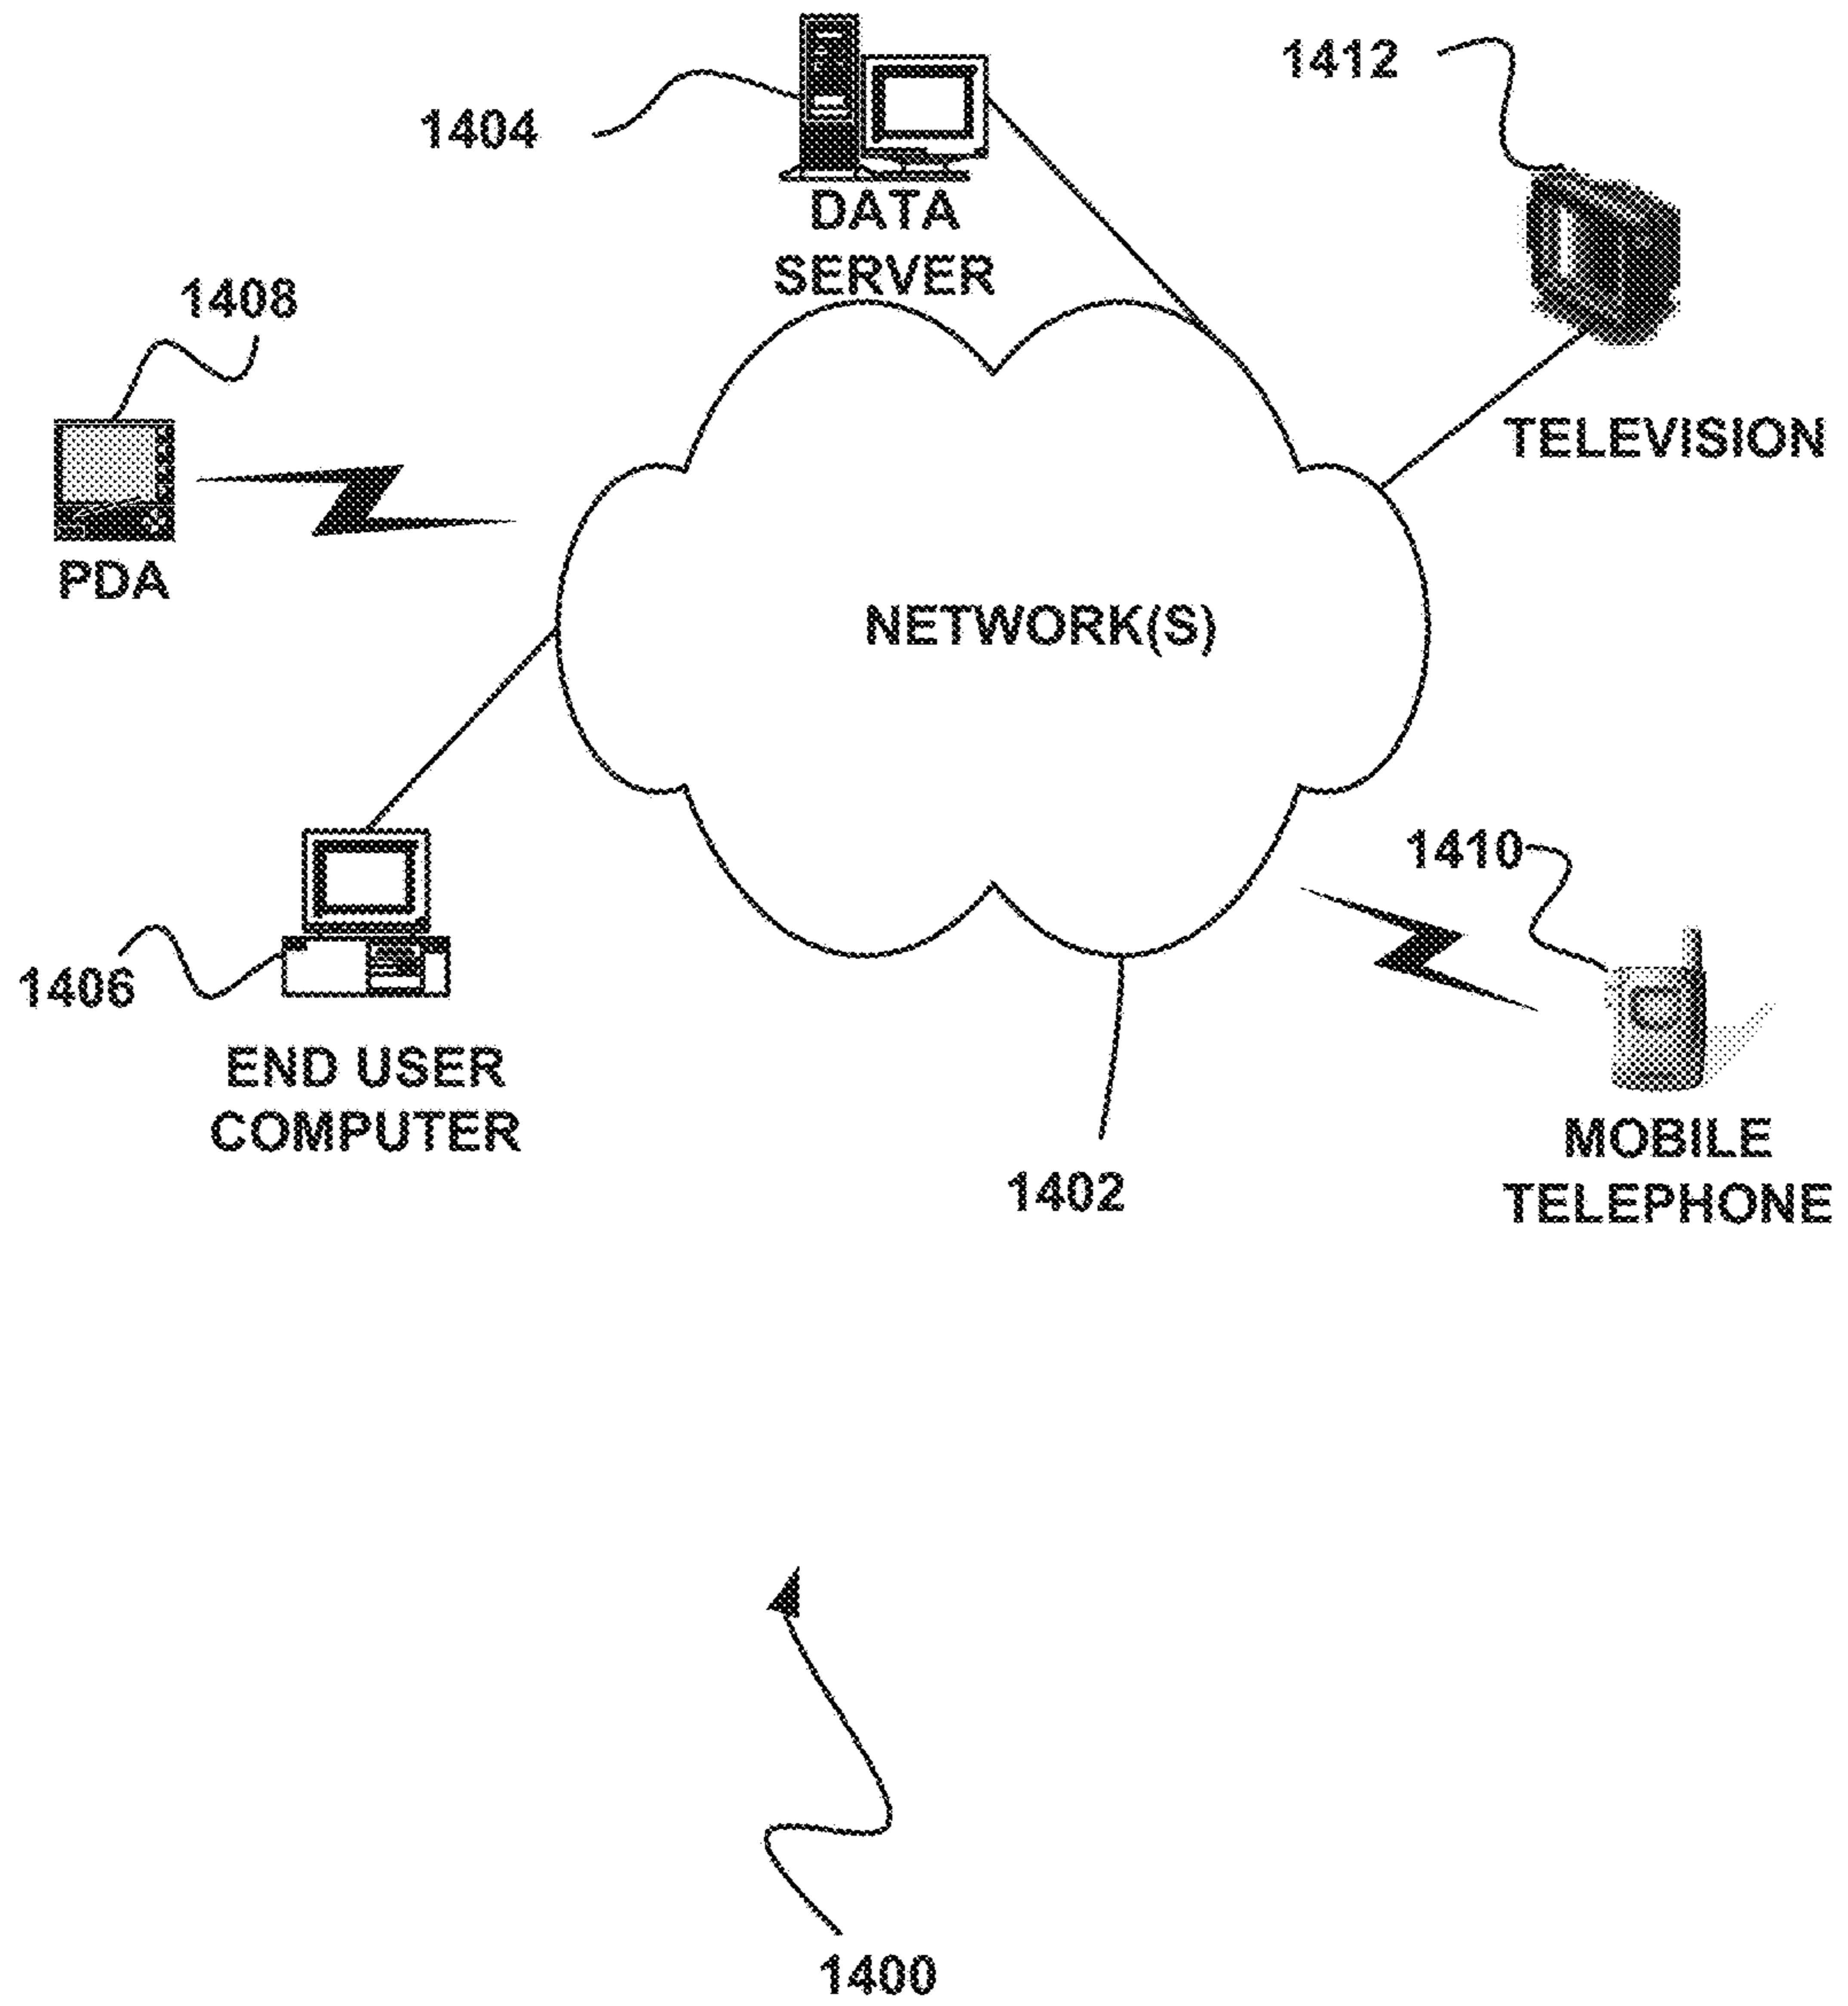 1404
DATA
SERVER
1412
TELEVISION
1408
PDA
NETWORK(S)
1406
END USER
COMPUTER
1410
MOBILE
TELEPHONE
1402
1400